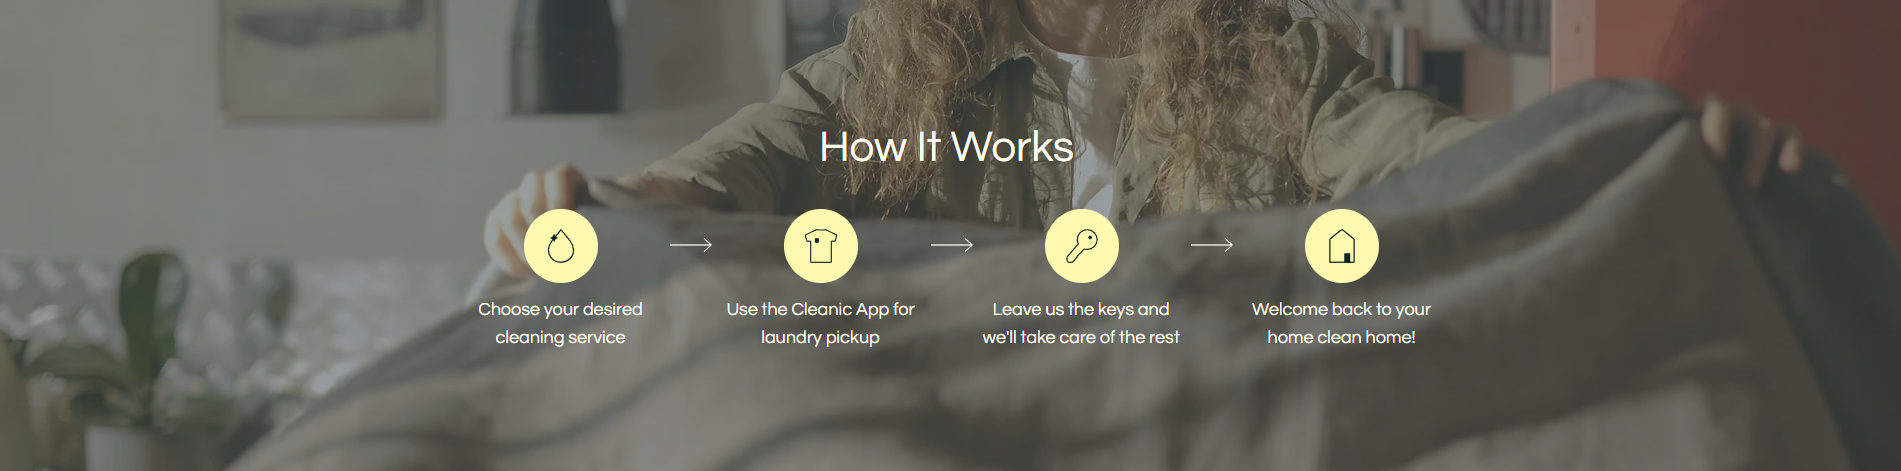 How It Works
Choose your desired
cleaning service
Use the Cleanic App for
laundry pickup
Leave us the keys and
we'll take care of the rest
Welcome back to your
home clean home!